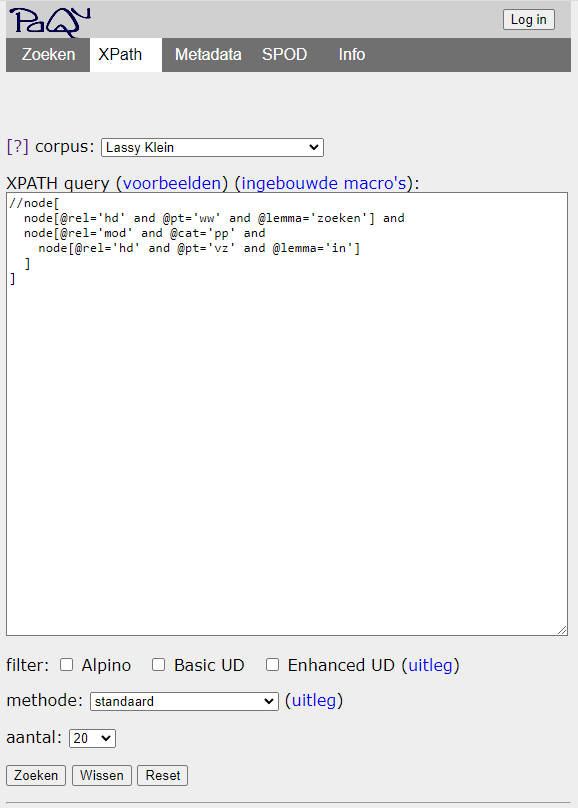 PaQu
Log in
Zoeken XPath Metadata SPOD Info
[?] corpus: Lassy Klein
XPATH query (voorbeelden) (ingebouwde macro's):
//node[
  node[@rel='hd' and @pt='ww' and @lemma='zoeken'] and
  node[@rel='mod' and @cat='pp' and
    node[@rel='hd' and @pt='vz' and @lemma='in']
  ]
]
filter: Alpino Basic UD Enhanced UD (uitleg)
methode: standaard (uitleg)
aantal: 20
Zoeken Wissen Reset